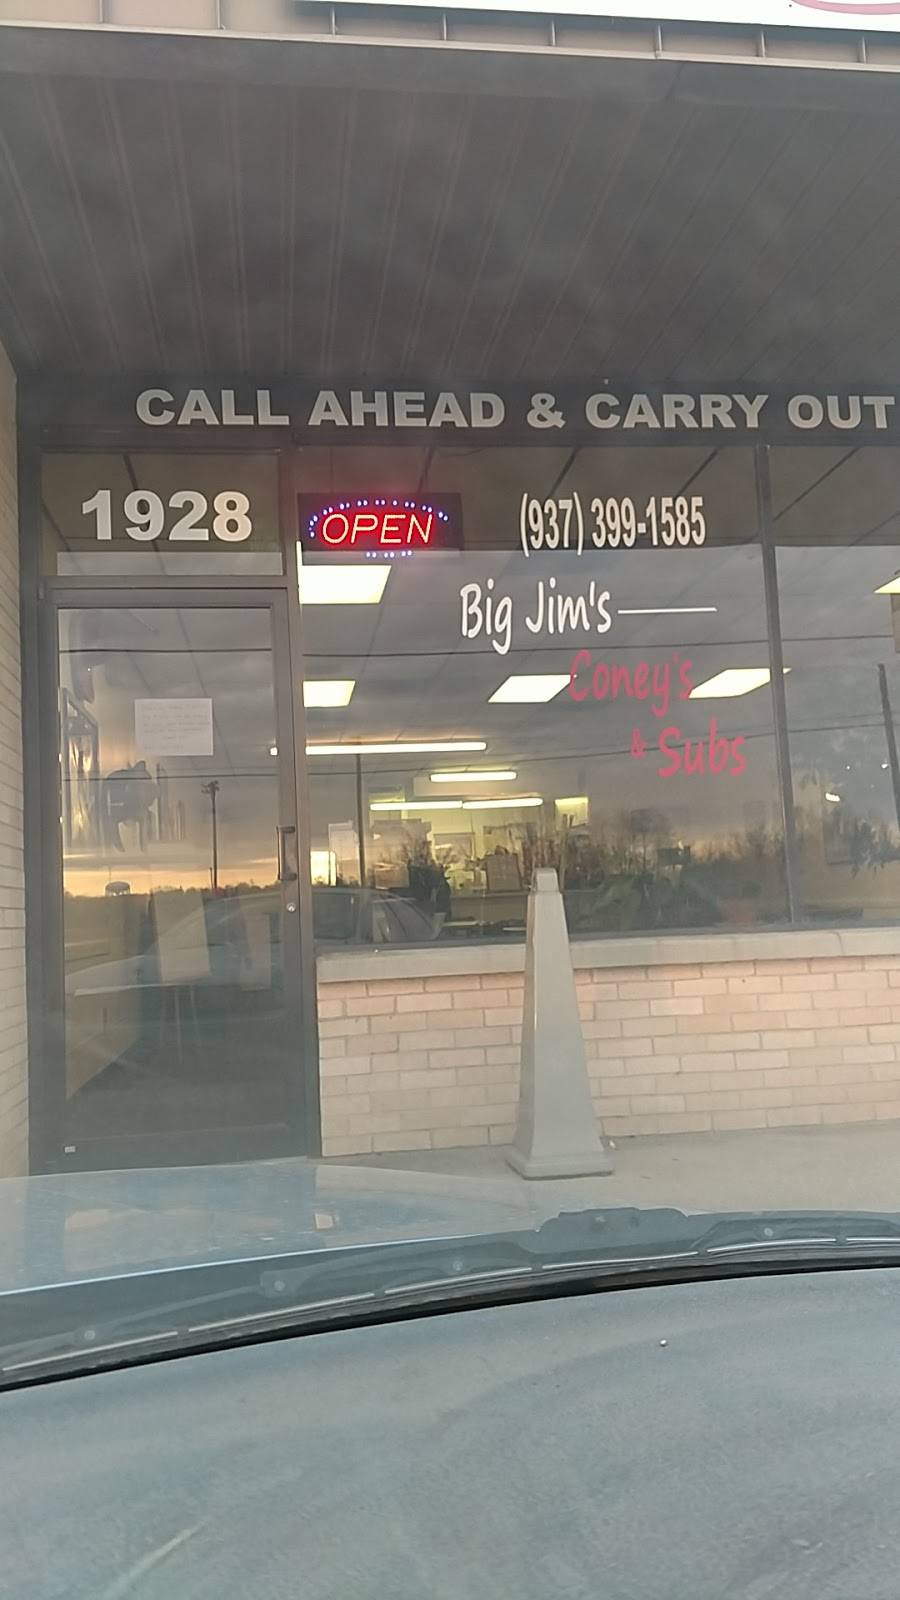 CALL AHEAD & CARRY OUT
1928
OPEN
(937) 399-1585
Big Jim's
Coney's
& Subs